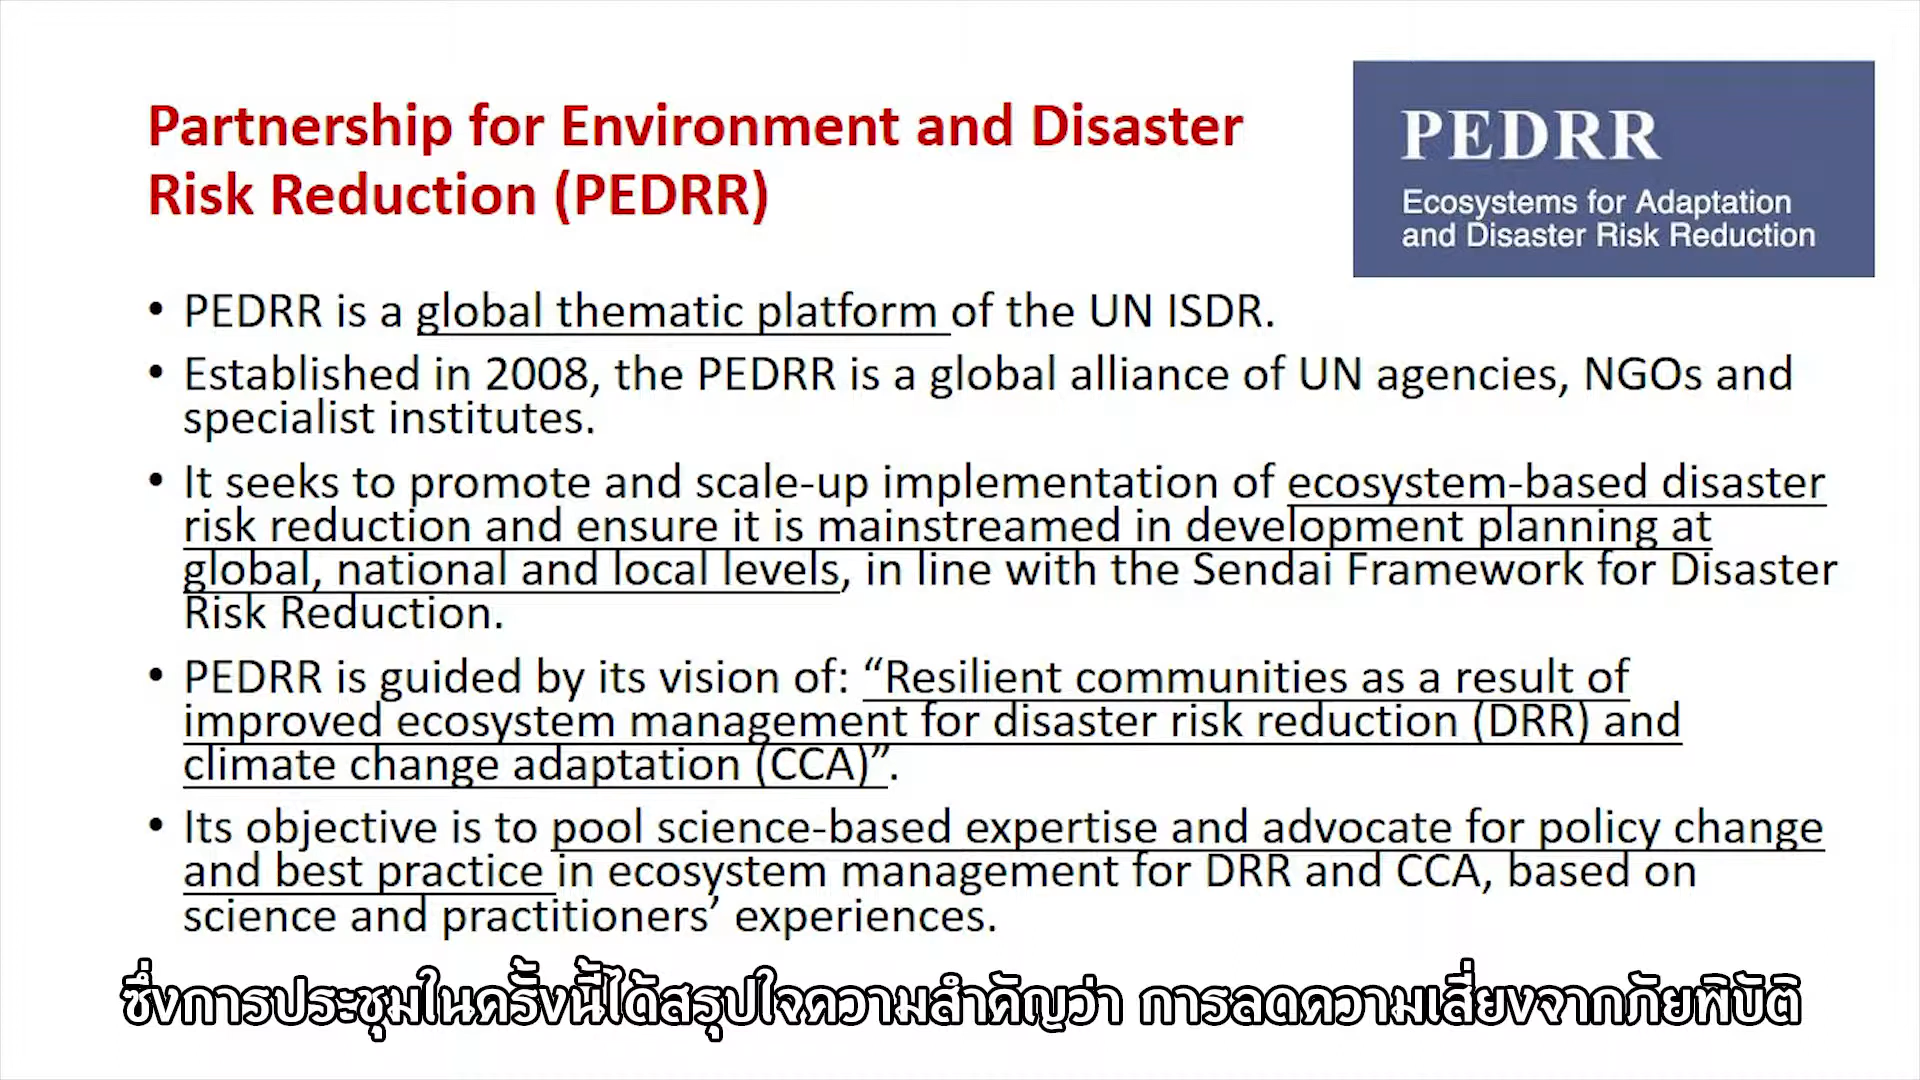 Partnership for Environment and Disaster
Risk Reduction (PEDRR)
PEDRR
Ecosystems for Adaptation
and Disaster Risk Reduction
• PEDRR is a global thematic platform of the UN ISDR.
• Established in 2008, the PEDRR is a global alliance of UN agencies, NGOs and
specialist institutes.
• It seeks to promote and scale-up implementation of ecosystem-based disaster
risk reduction and ensure it is mainstreamed in development planning at
global, national and local levels, in line with the Sendai Framework for Disaster
Risk Reduction.
• PEDRR is guided by its vision of: “Resilient communities as a result of
improved ecosystem management for disaster risk reduction (DRR) and
climate change adaptation (CCA)”.
• Its objective is to pool science-based expertise and advocate for policy change
and best practice in ecosystem management for DRR and CCA, based on
science and practitioners’ experiences.
ซึ่งการประชุมในครั้งนี้ได้สรุปใจความสำคัญว่า การลดความเสี่ยงจากภัยพิบัติ